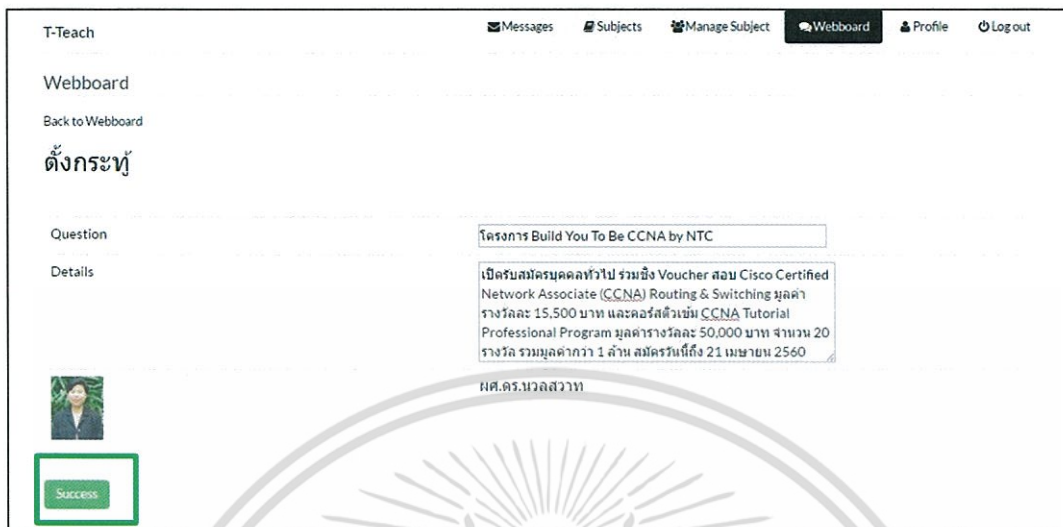 T-Teach Messages Subjects Manage Subject Webboard Profile Log out
Webboard
Back to Webboard
ตั้งกระทู้
Question โครงการ Build You To Be CCNA by NTC
Details
เปิดรับสมัครบุคคลทั่วไป ร่วมชิง Voucher สอบ Cisco Certified
Network Associate (CCNA) Routing & Switching มูลค่า
รางวัลละ 15,500 บาท และคอร์สติวเข้ม CCNA Tutorial
Professional Program มูลค่ารางวัลละ 50,000 บาท จำนวน 20
รางวัล รวมมูลค่ากว่า 1 ล้าน สมัครวันนี้ถึง 21 เมษายน 2560
ผศ.ดร.นวลสวาท
Success